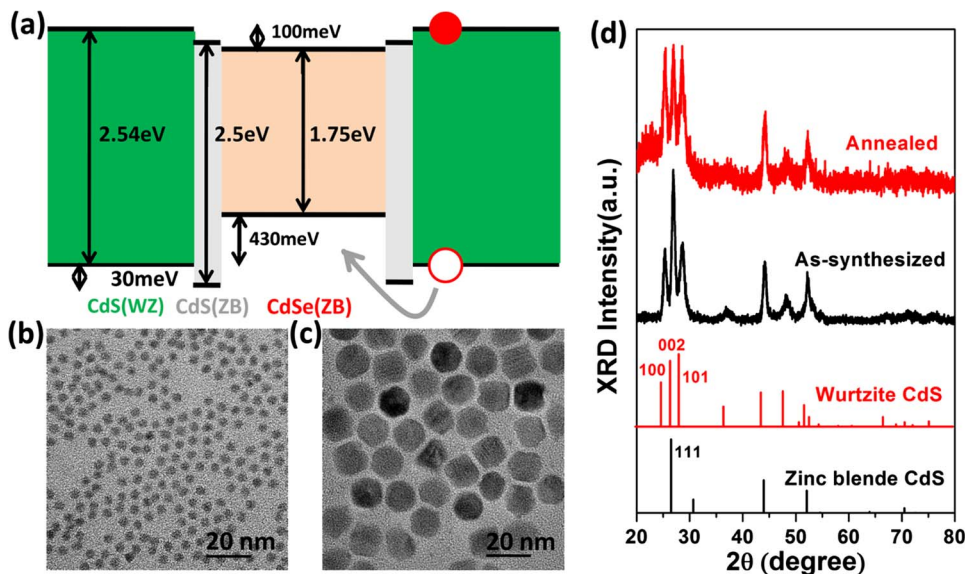 (a)
100meV
2.54eV
2.5eV
1.75eV
430meV
30meV
CdS(WZ)
CdS(ZB)
CdSe(ZB)
(b)
20 nm
(c)
20 nm
(d)
XRD Intensity(a.u.)
Annealed
As-synthesized
002
100
101
Wurtzite CdS
111
Zinc blende CdS
20 30 40 50 60 70 80
2θ (degree)